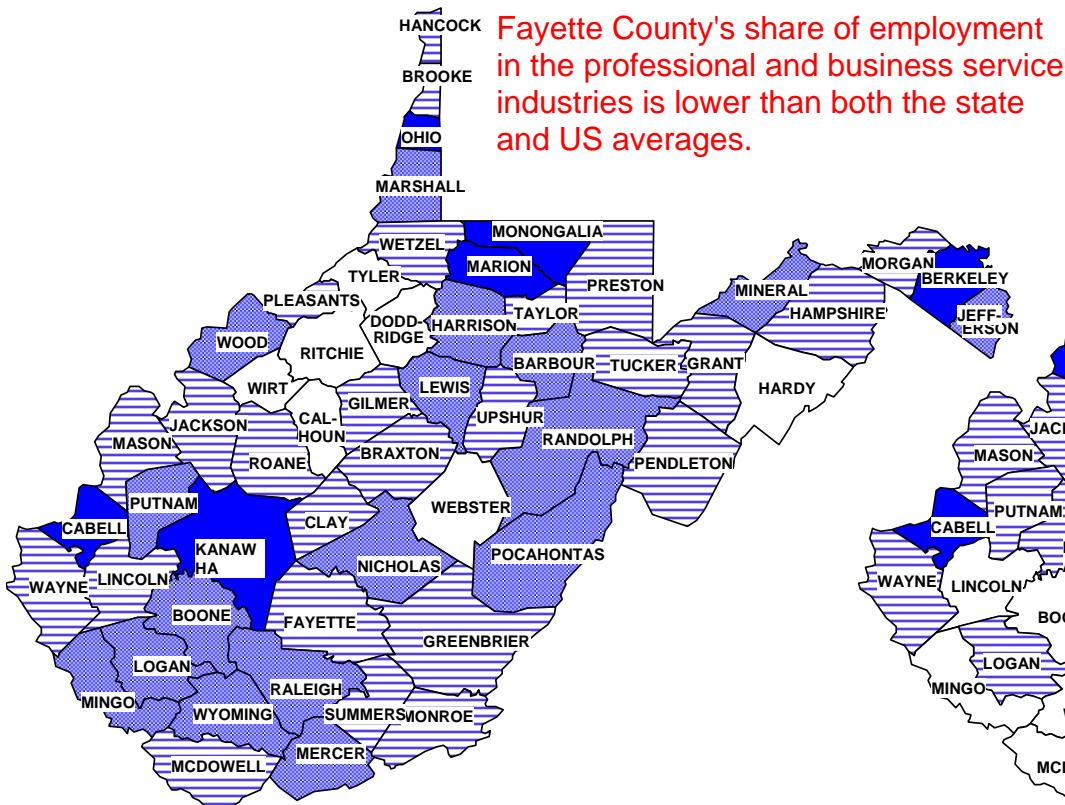 HANCOCK
Fayette County's share of employment
in the professional and business service
industries is lower than both the state
and US averages.
BROOKE
OHIO
MARSHALL
WETZEL
MONONGALIA
MARION
TYLER
PRESTON
MORGAN
BERKELEY
MINERAL
HAMPSHIRE
JEFF-
ERSON
PLEASANTS
DODD-
RIDGE
HARRISON
TAYLOR
WOOD
RITCHIE
BARBOUR
TUCKER
GRANT
HARDY
WIRT
LEWIS
GILMER
CAL-
HOUN
UPSHUR
JACKSON
MASON
ROANE
BRAXTON
RANDOLPH
PENDLETON
PUTNAM
CABELL
CLAY
WEBSTER
KANAW
HA
NICHOLAS
POCAHONTAS
WAYNE
LINCOLN
BOONE
FAYETTE
GREENBRIER
LOGAN
RALEIGH
MINGO
WYOMING
SUMMERS
MONROE
MERCER
MCDOWELL
JAC
MASON
PUTNAM
CABELL
WAYNE
LINCOLN
BOO
LOGAN
MINGO
MC